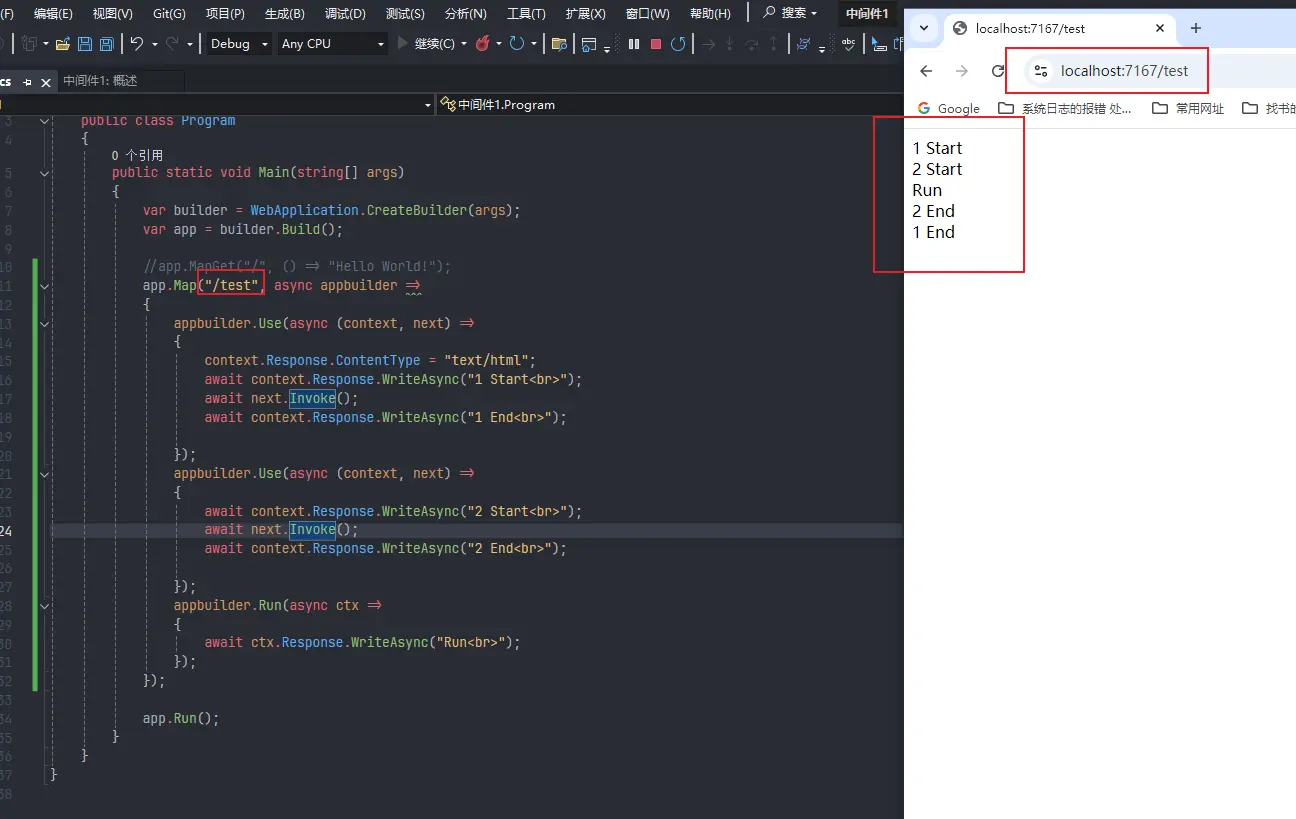 (F) 编辑(E) 视图(V) Git(G) 项目(P) 生成(B) 调试(D) 测试(S) 分析(N) 工具(T) 扩展(X) 窗口(W) 帮助(H) 搜索 中间件1
Debug Any CPU 继续(C)
cs 中间件1: 概述
中间件1.Program
3 public class Program
4 {
0 个引用
5 public static void Main(string[] args)
6 {
7 var builder = WebApplication.CreateBuilder(args);
8 var app = builder.Build();
9
10 //app.MapGet("/", () => "Hello World!");
11 app.Map("/test", async appbuilder =>
12 {
13 appbuilder.Use(async (context, next) =>
14 {
15 context.Response.ContentType = "text/html";
16 await context.Response.WriteAsync("1 Start<br>");
17 await next.Invoke();
18 await context.Response.WriteAsync("1 End<br>");
19
20 });
21 appbuilder.Use(async (context, next) =>
22 {
23 await context.Response.WriteAsync("2 Start<br>");
24 await next.Invoke();
25 await context.Response.WriteAsync("2 End<br>");
26
27 });
28 appbuilder.Run(async ctx =>
29 {
30 await ctx.Response.WriteAsync("Run<br>");
31 });
32 });
33
34 app.Run();
35 }
36 }
37 }
38
localhost:7167/test
localhost:7167/test
Google 系统日志的报错 处... 常用网址 找书的
1 Start
2 Start
Run
2 End
1 End